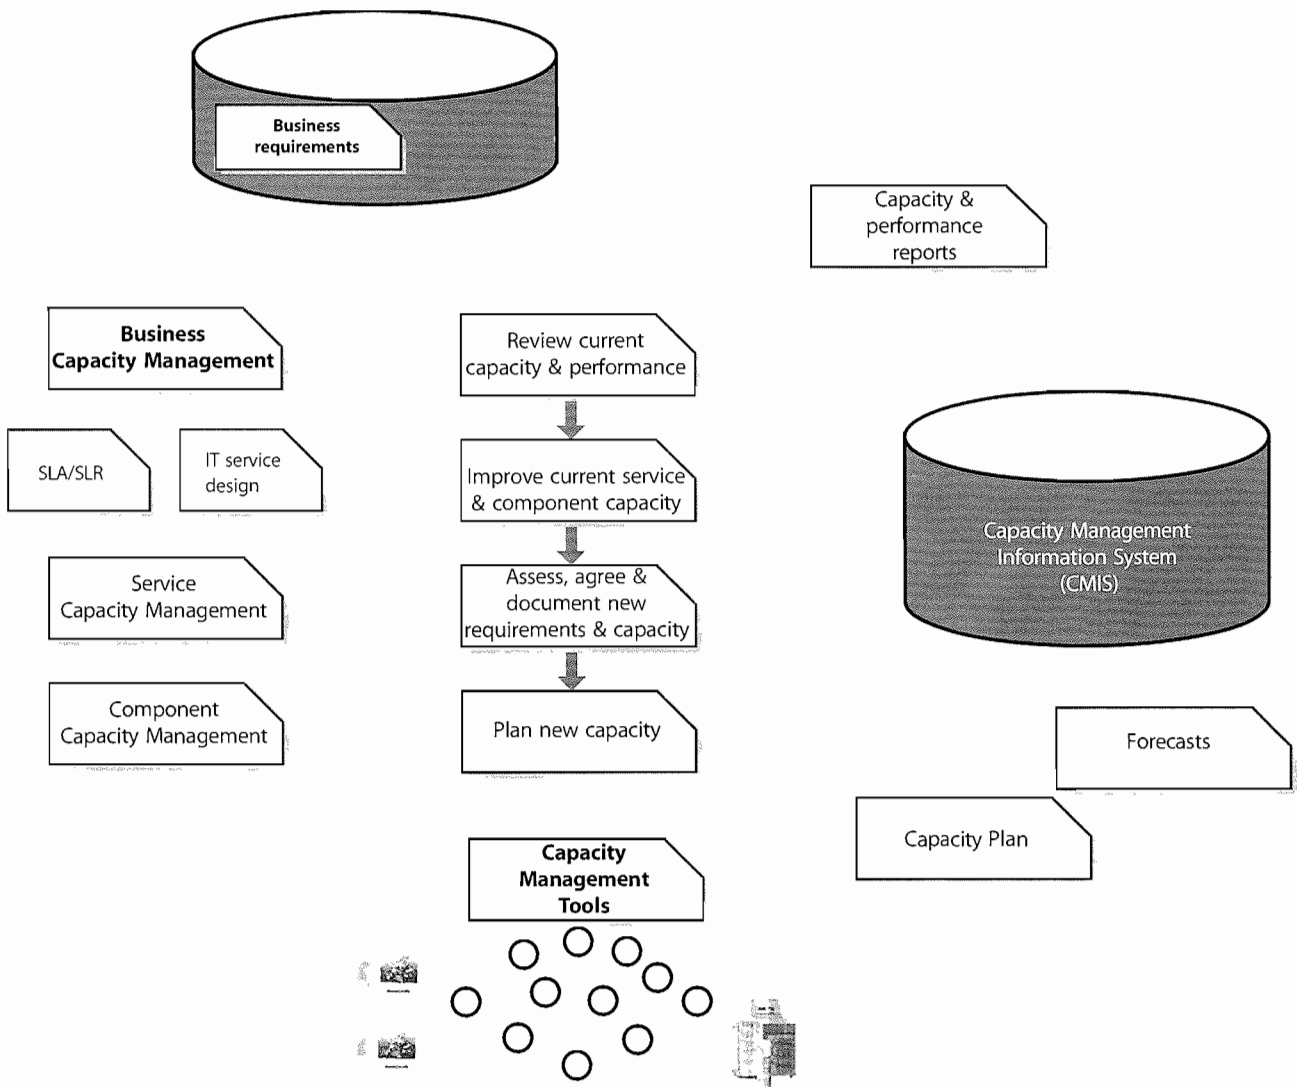 Business
requirements
Capacity &
performance
reports
Business
Capacity Management
Review current
capacity & performance
SLA/SLR
IT service
design
Improve current service
& component capacity
Capacity Management
Information System
(CMIS)
Service
Capacity Management
Assess, agree &
document new
requirements & capacity
Component
Capacity Management
Plan new capacity
Forecasts
Capacity Plan
Capacity
Management
Tools